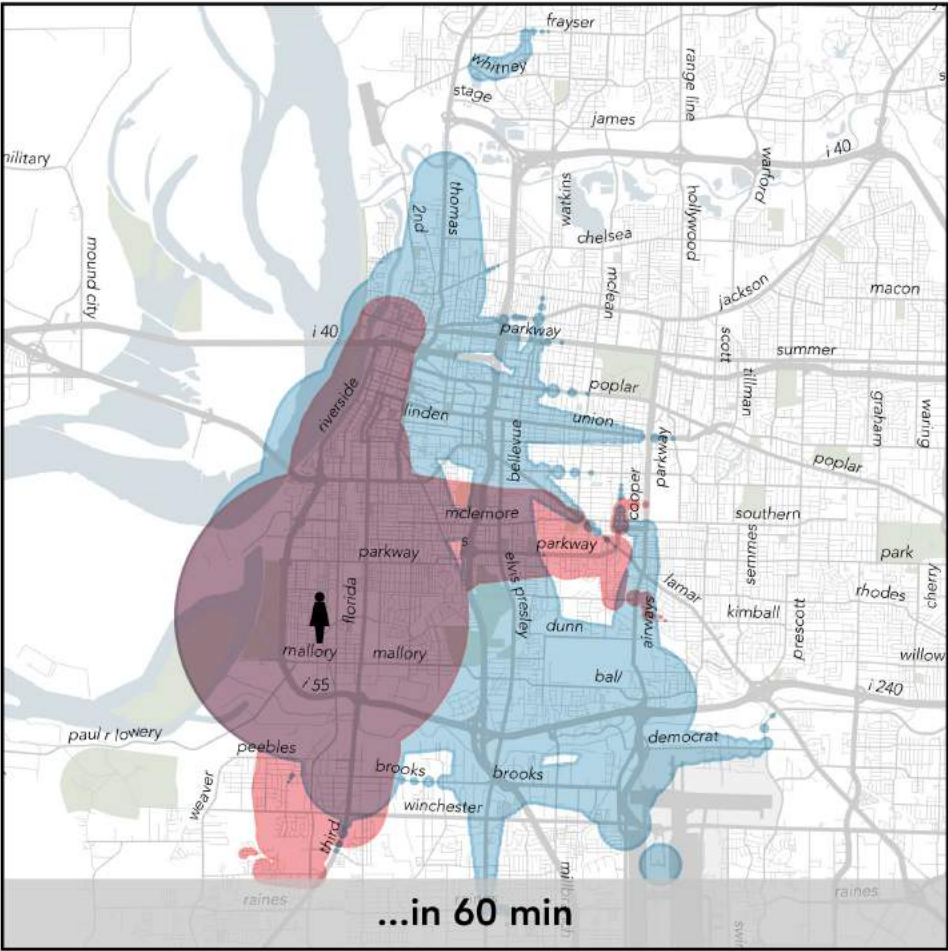 frayser
whitney
range line
stage
james
i 40
military
warford
watkins
thomas
2nd
hollywood
chelsea
mound city
mclean
jackson
macon
i 40
parkway
scott
summer
tillman
poplar
riverside
linden
union
graham
waring
bellevue
parkway
poplar
cooper
mclemore
southern
s
parkway
parkway
semmes
park
elvis presley
cherry
lamar
rhodes
florida
kimball
prescott
airways
dunn
mallory
mallory
willow
ball
i 55
i 240
paul r lowery
democrat
peebles
brooks
brooks
weaver
winchester
third
raines
raines
...in 60 min